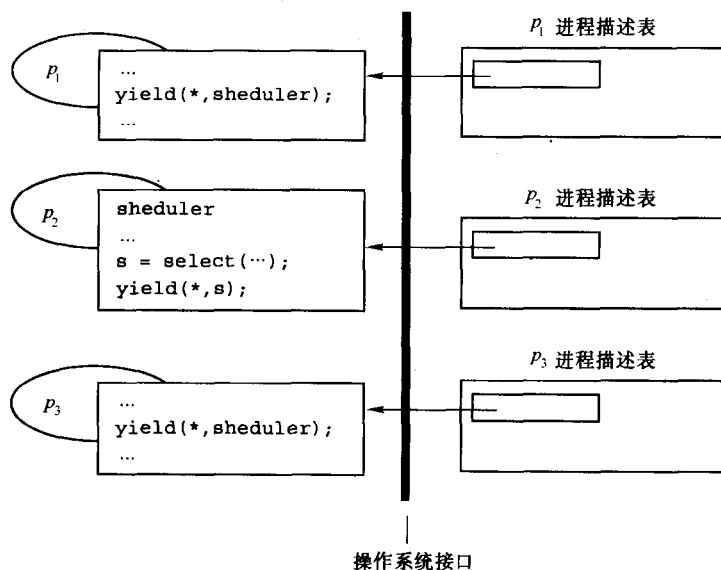 p₁ 进程描述表
p₁
...
yield(*,sheduler);
...
p₂ 进程描述表
p₂
sheduler
...
s = select(…);
yield(*,s);
p₃ 进程描述表
p₃
...
yield(*,sheduler);
...
操作系统接口